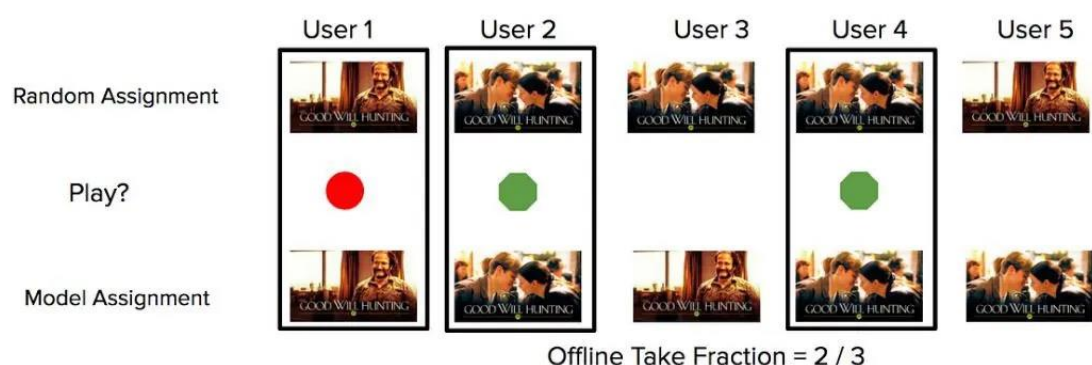 User 1 User 2 User 3 User 4 User 5
Random Assignment
GOOD WILL HUNTING GOOD WILL HUNTING GOOD WILL HUNTING GOOD WILL HUNTING GOOD WILL HUNTING
Play?
Model Assignment
GOOD WILL HUNTING GOOD WILL HUNTING GOOD WILL HUNTING GOOD WILL HUNTING GOOD WILL HUNTING
Offline Take Fraction = 2 / 3